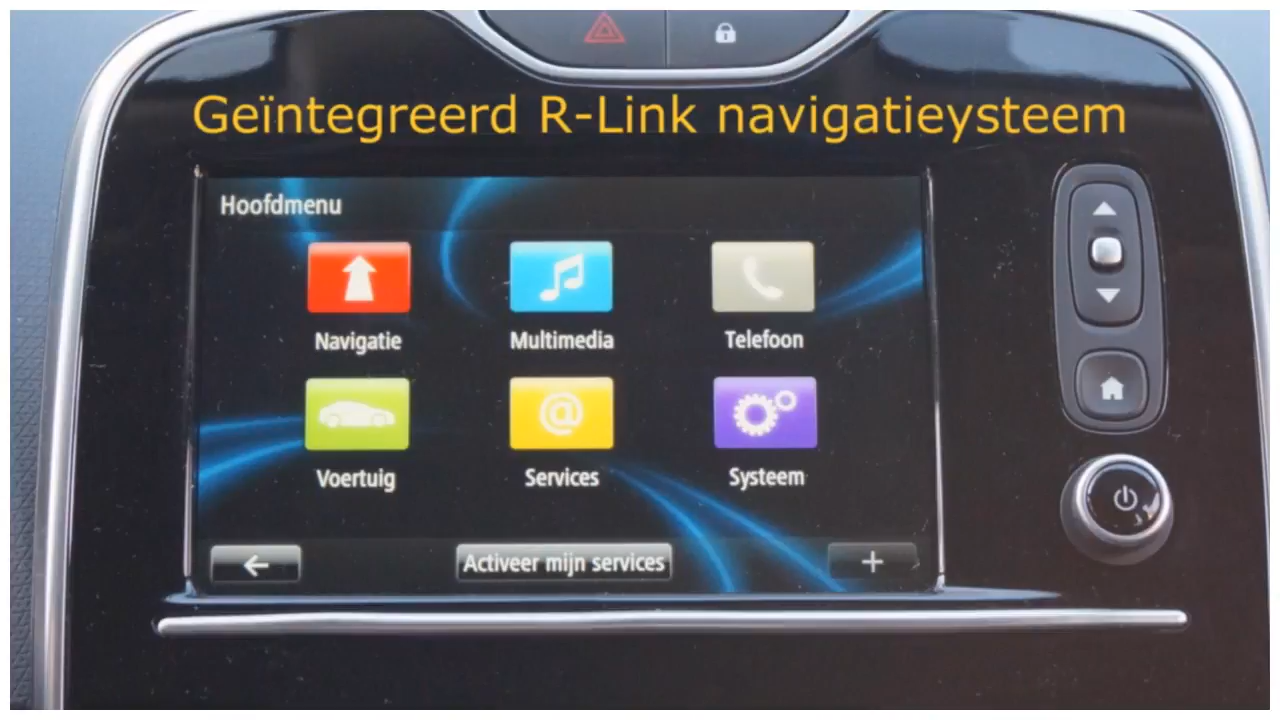 Geïntegreerd R-Link navigatieysteem
Hoofdmenu
Navigatie Multimedia Telefoon
Voertuig Services Systeem
Activeer mijn services